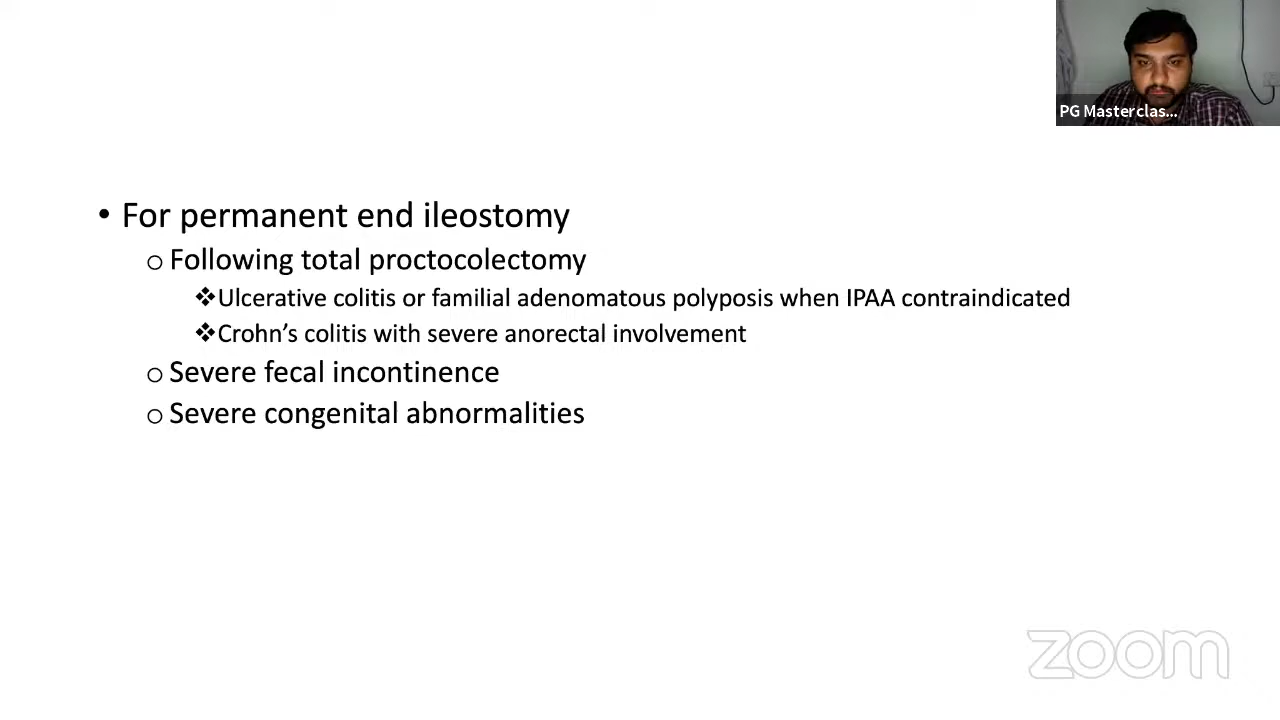 PG Masterclas...
• For permanent end ileostomy
o Following total proctocolectomy
❖Ulcerative colitis or familial adenomatous polyposis when IPAA contraindicated
❖Crohn’s colitis with severe anorectal involvement
o Severe fecal incontinence
o Severe congenital abnormalities
zoom